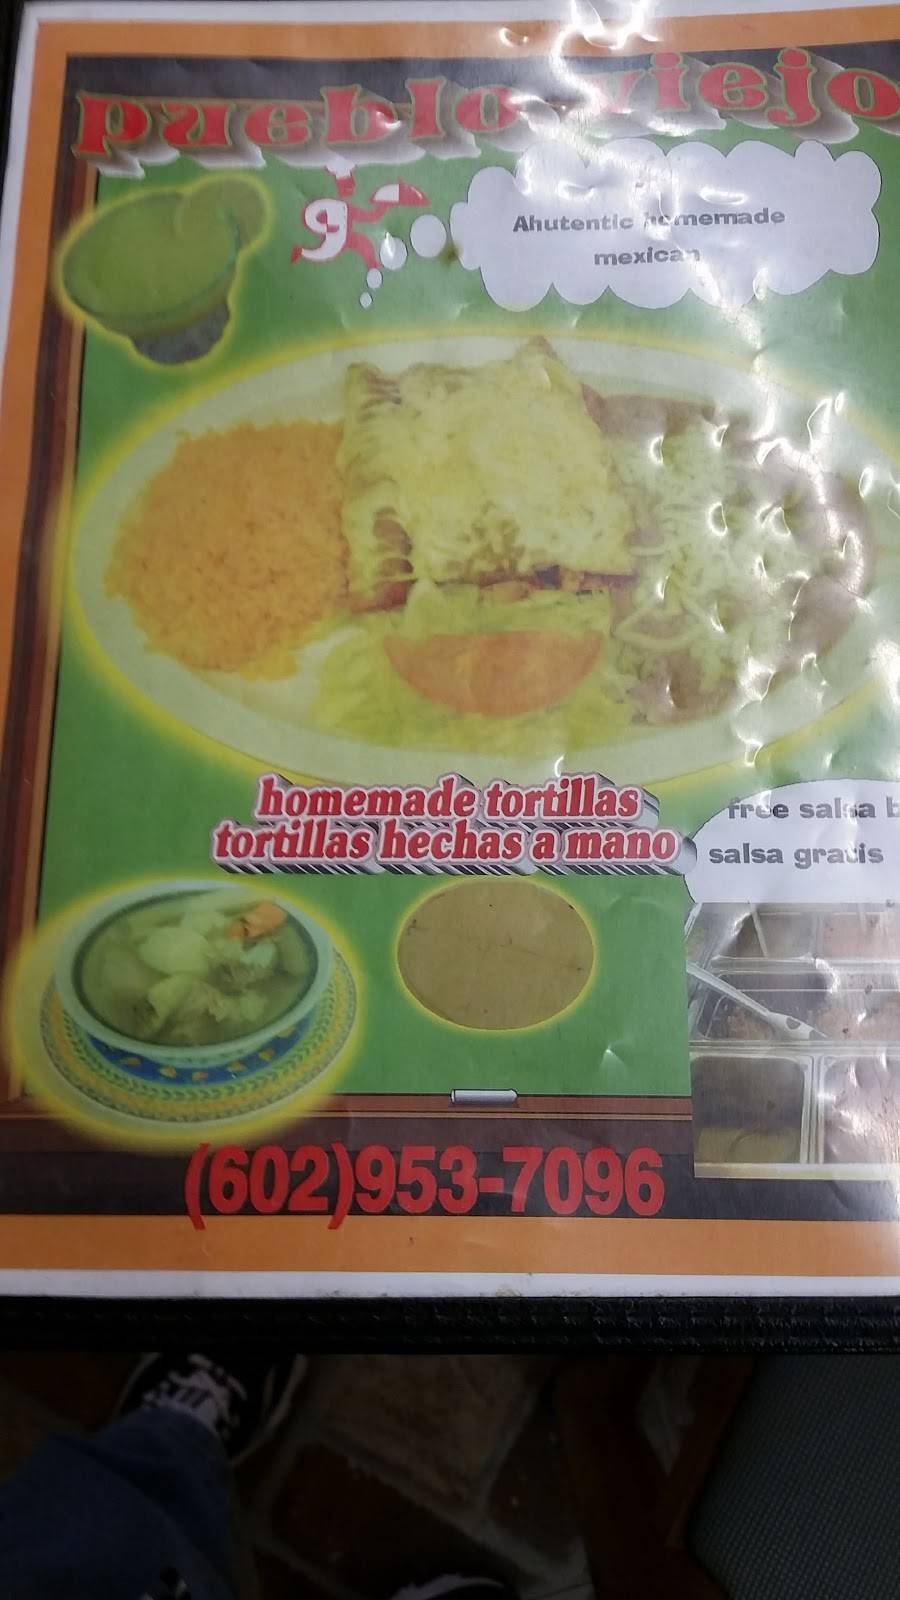 pueblo viejo
Ahutentic homemade
mexican
homemade tortillas
tortillas hechas a mano
free salsa b
salsa gratis
(602)953-7096